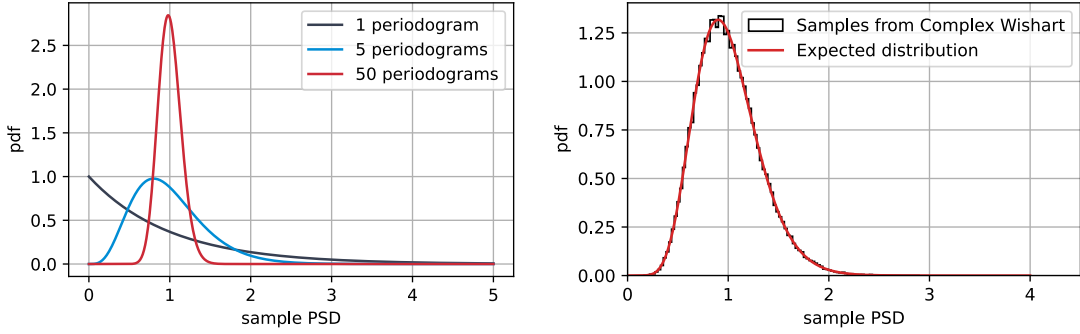 1 periodogram
5 periodograms
50 periodograms
2.5
2.0
1.5
1.0
0.5
0.0
pdf
0 1 2 3 4 5
sample PSD
Samples from Complex Wishart
Expected distribution
1.25
1.00
0.75
0.50
0.25
0.00
pdf
0 1 2 3 4
sample PSD